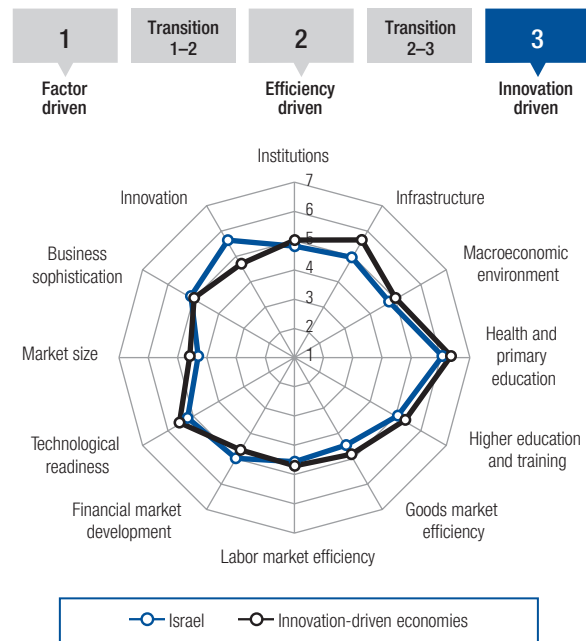 1
Transition
1–2
2
Transition
2–3
3
Factor
driven
Efficiency
driven
Innovation
driven
Institutions
7
6
5
4
3
2
1
Infrastructure
Macroeconomic
environment
Health and
primary
education
Higher education
and training
Goods market
efficiency
Labor market efficiency
Financial market
development
Technological
readiness
Market size
Business
sophistication
Innovation
Israel
Innovation-driven economies